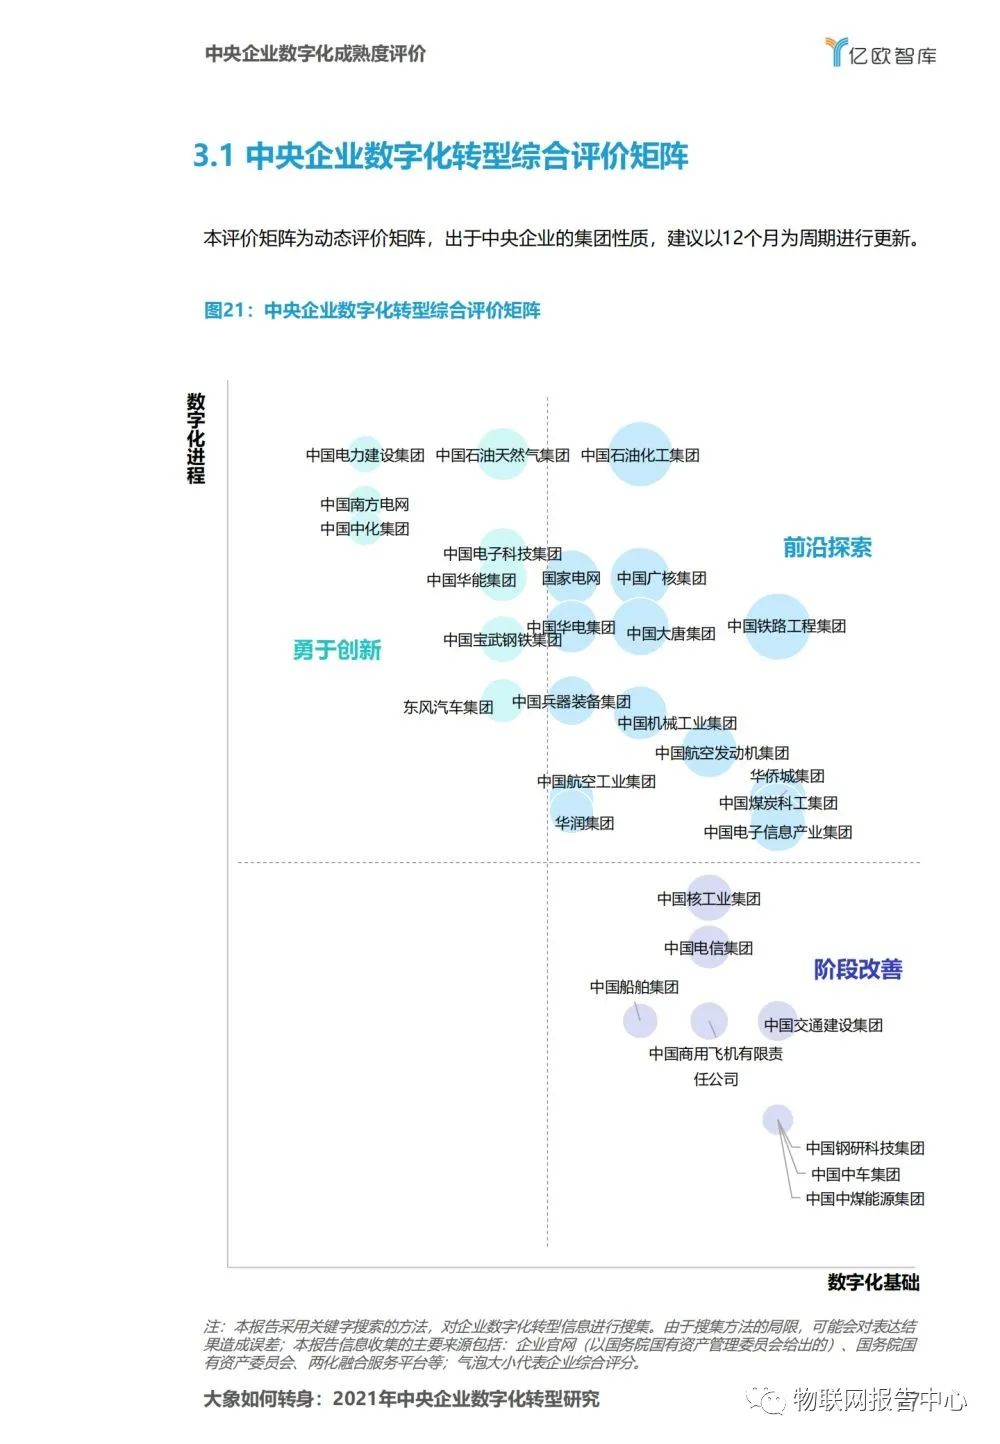 中央企业数字化成熟度评价
亿欧智库
3.1 中央企业数字化转型综合评价矩阵
本评价矩阵为动态评价矩阵，出于中央企业的集团性质，建议以12个月为周期进行更新。
图21：中央企业数字化转型综合评价矩阵
数字化进程
中国电力建设集团
中国石油天然气集团
中国石油化工集团
中国南方电网
中国中化集团
前沿探索
中国电子科技集团
中国华能集团
国家电网
中国广核集团
中国华电集团
中国大唐集团
中国铁路工程集团
中国宝武钢铁集团
勇于创新
东风汽车集团
中国兵器装备集团
中国机械工业集团
中国航空发动机集团
中国航空工业集团
华侨城集团
中国煤炭科工集团
华润集团
中国电子信息产业集团
中国核工业集团
中国电信集团
阶段改善
中国船舶集团
中国交通建设集团
中国商用飞机有限责
任公司
中国钢研科技集团
中国中车集团
中国中煤能源集团
数字化基础
注：本报告采用关键字搜索的方法，对企业数字化转型信息进行搜集。由于搜集方法的局限，可能会对表达结
果造成误差；本报告信息收集的主要来源包括：企业官网（以国务院国有资产管理委员会给出的）、国务院国
有资产委员会、两化融合服务平台等；气泡大小代表企业综合评分。
大象如何转身：2021年中央企业数字化转型研究
物联网报告中心